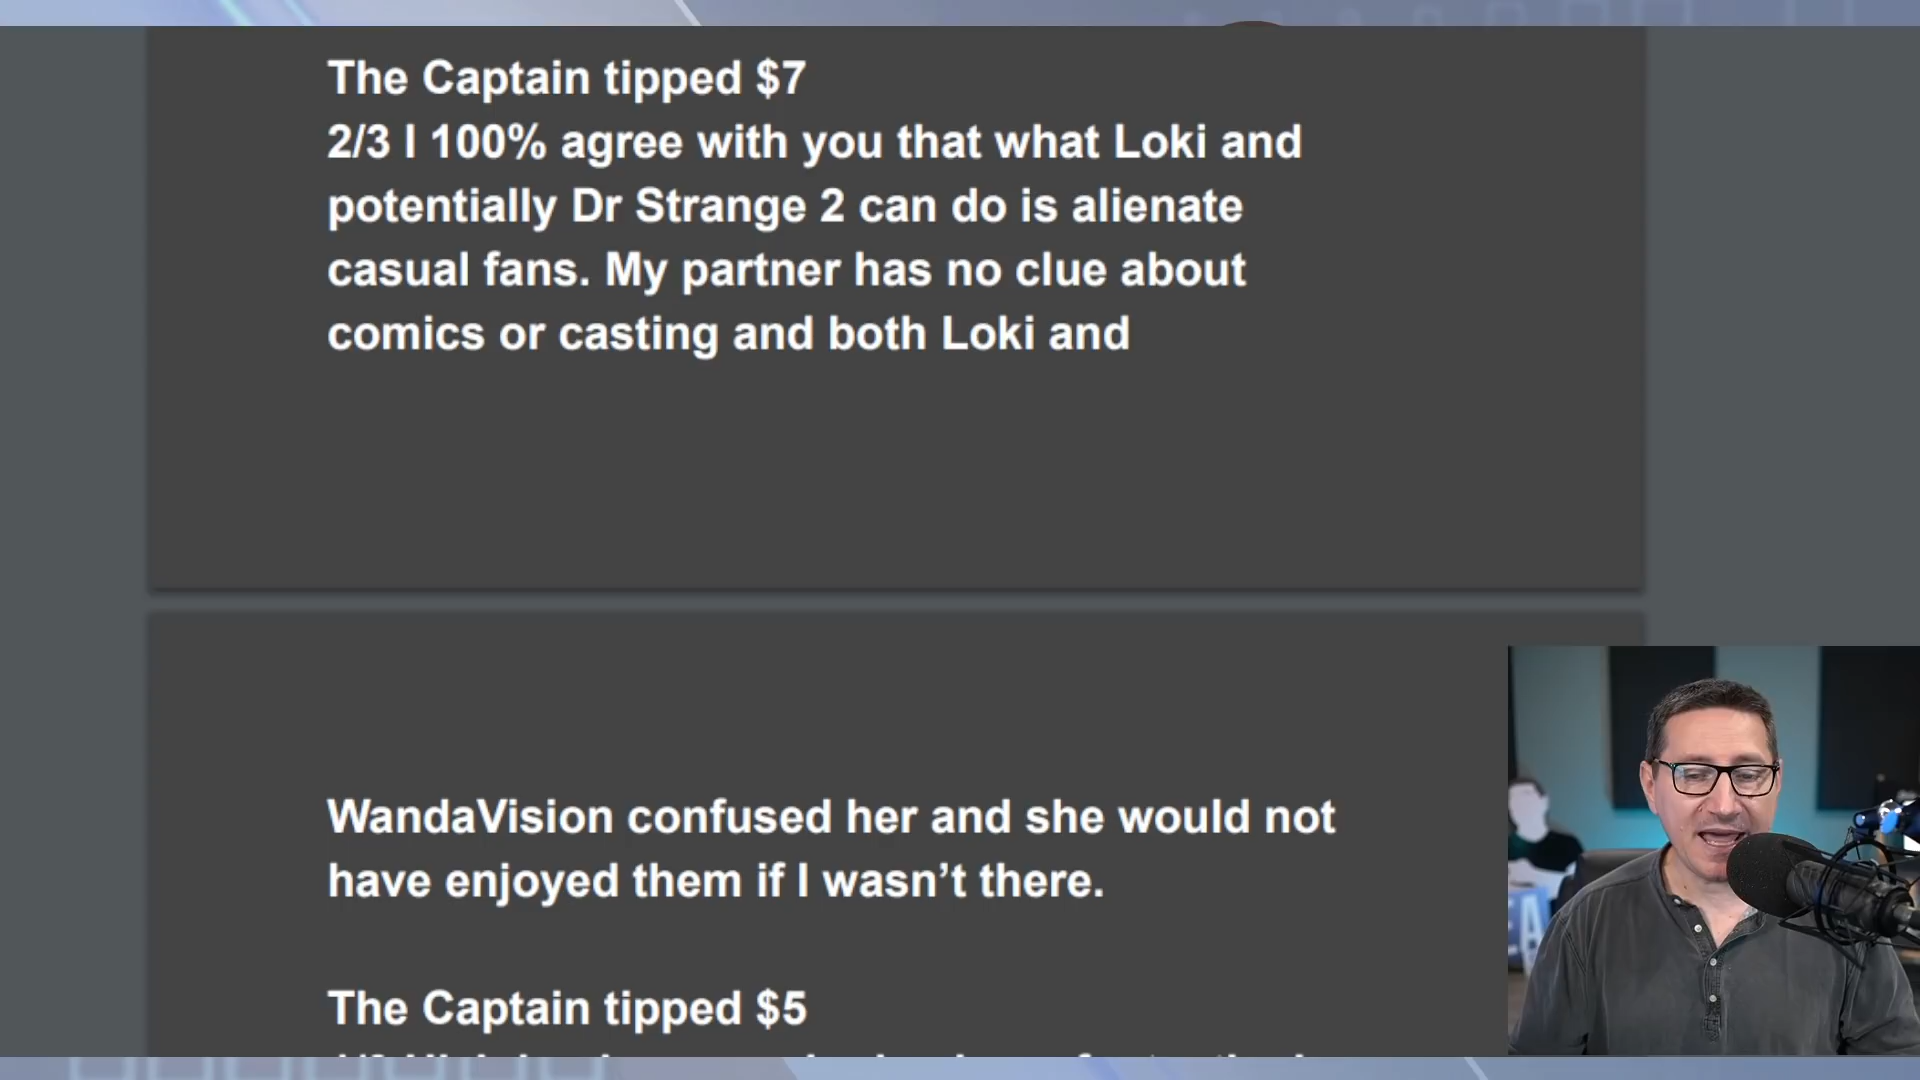 The Captain tipped $7
2/3 I 100% agree with you that what Loki and
potentially Dr Strange 2 can do is alienate
casual fans. My partner has no clue about
comics or casting and both Loki and
WandaVision confused her and she would not
have enjoyed them if I wasn’t there.
The Captain tipped $5